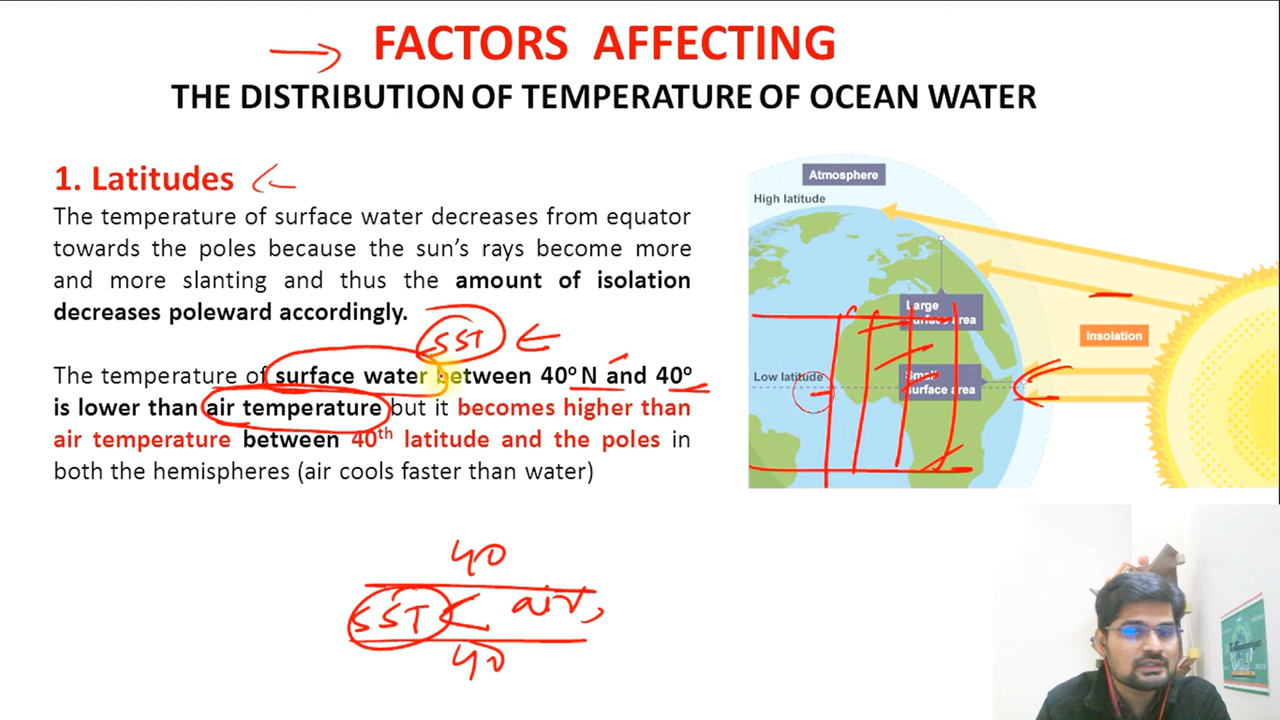 FACTORS AFFECTING
THE DISTRIBUTION OF TEMPERATURE OF OCEAN WATER
1. Latitudes
The temperature of surface water decreases from equator
towards the poles because the sun's rays become more
and more slanting and thus the amount of isolation
decreases poleward accordingly.
SST
The temperature of surface water between 40° N and 40°
is lower than air temperature but it becomes higher than
air temperature between 40th latitude and the poles in
both the hemispheres (air cools faster than water)
40
SST < air,
40
Atmosphere
High latitude
Large
surface area
Insolation
Low latitude
Small
surface area